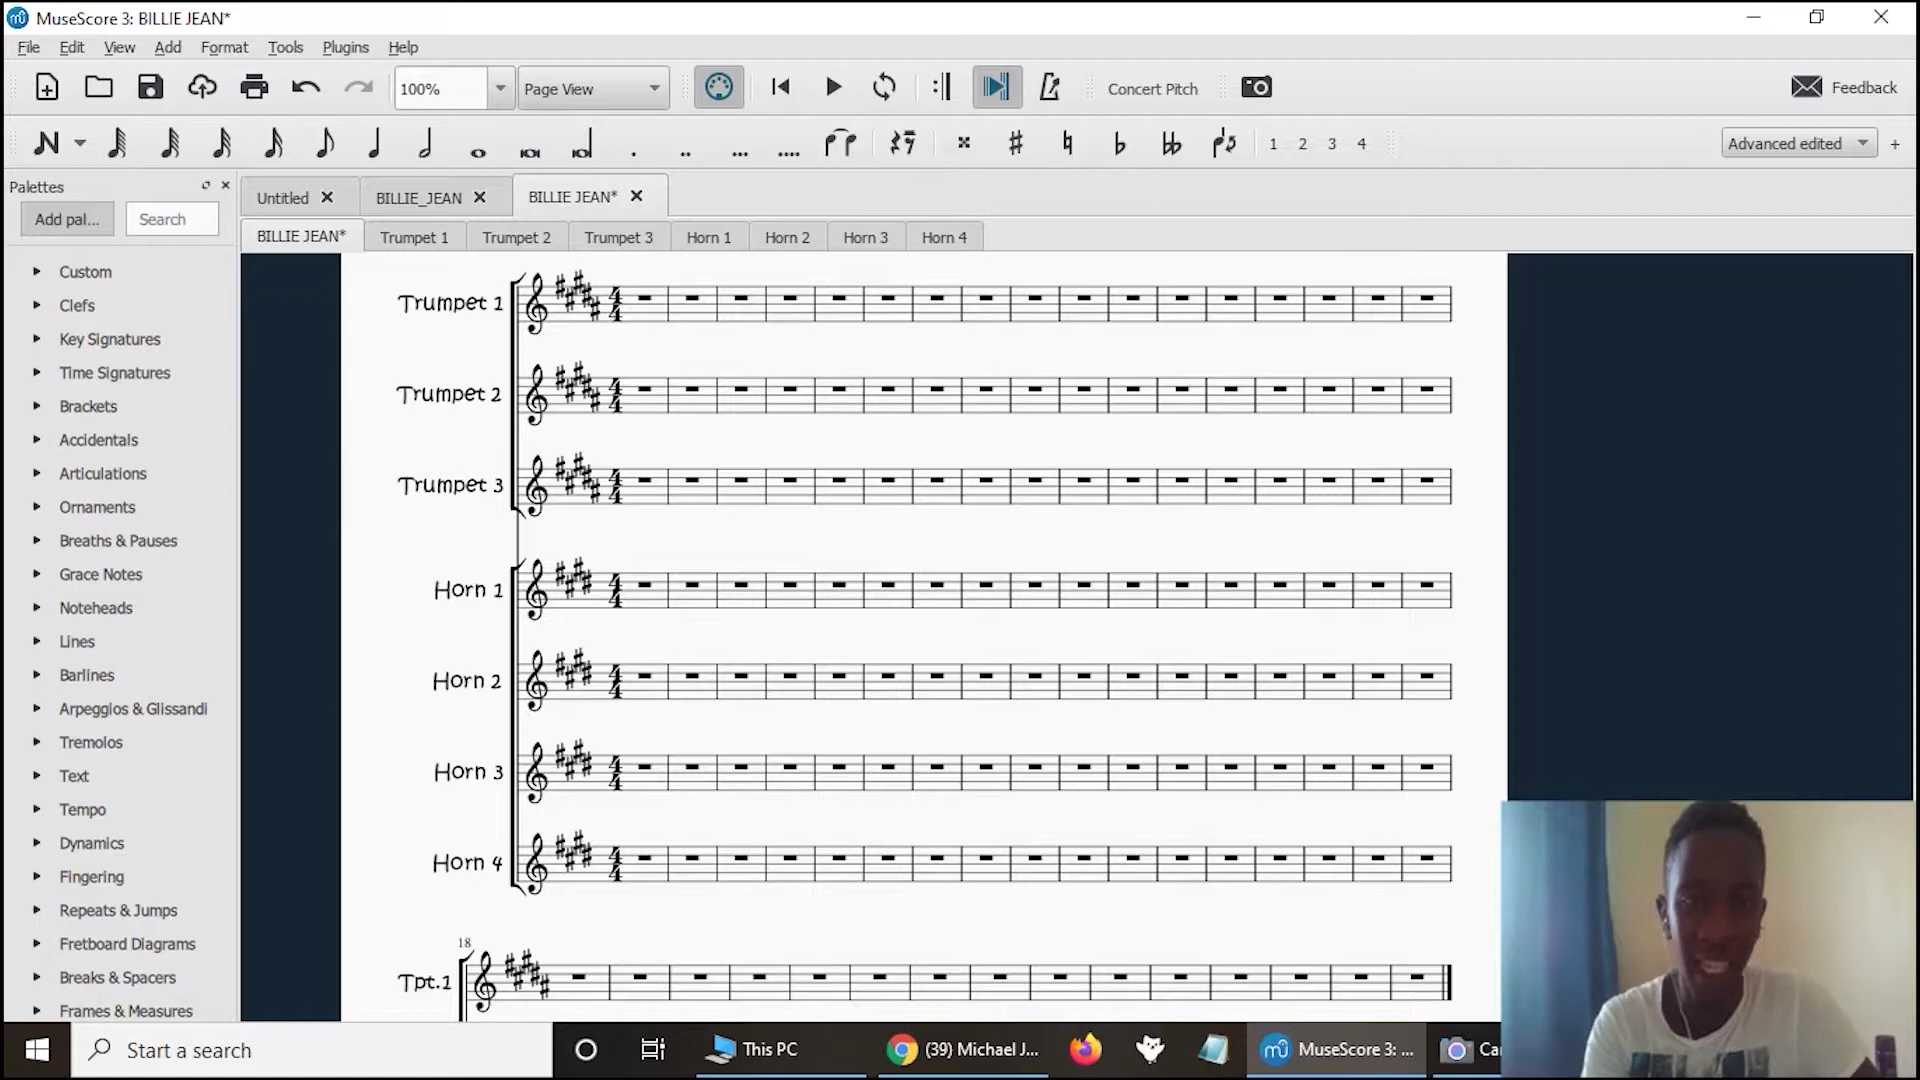 MuseScore 3: BILLIE JEAN*
File Edit View Add Format Tools Plugins Help
100% Page View Concert Pitch Feedback
1 2 3 4 Advanced edited +
Palettes
Add pal... Search
Untitled BILLIE_JEAN BILLIE JEAN*
BILLIE JEAN* Trumpet 1 Trumpet 2 Trumpet 3 Horn 1 Horn 2 Horn 3 Horn 4
Custom
Clefs
Key Signatures
Time Signatures
Brackets
Accidentals
Articulations
Ornaments
Breaths & Pauses
Grace Notes
Noteheads
Lines
Barlines
Arpeggios & Glissandi
Tremolos
Text
Tempo
Dynamics
Fingering
Repeats & Jumps
Fretboard Diagrams
Breaks & Spacers
Frames & Measures
Trumpet 1
Trumpet 2
Trumpet 3
Horn 1
Horn 2
Horn 3
Horn 4
18
Tpt.1
Start a search This PC (39) Michael J... MuseScore 3: ... Ca